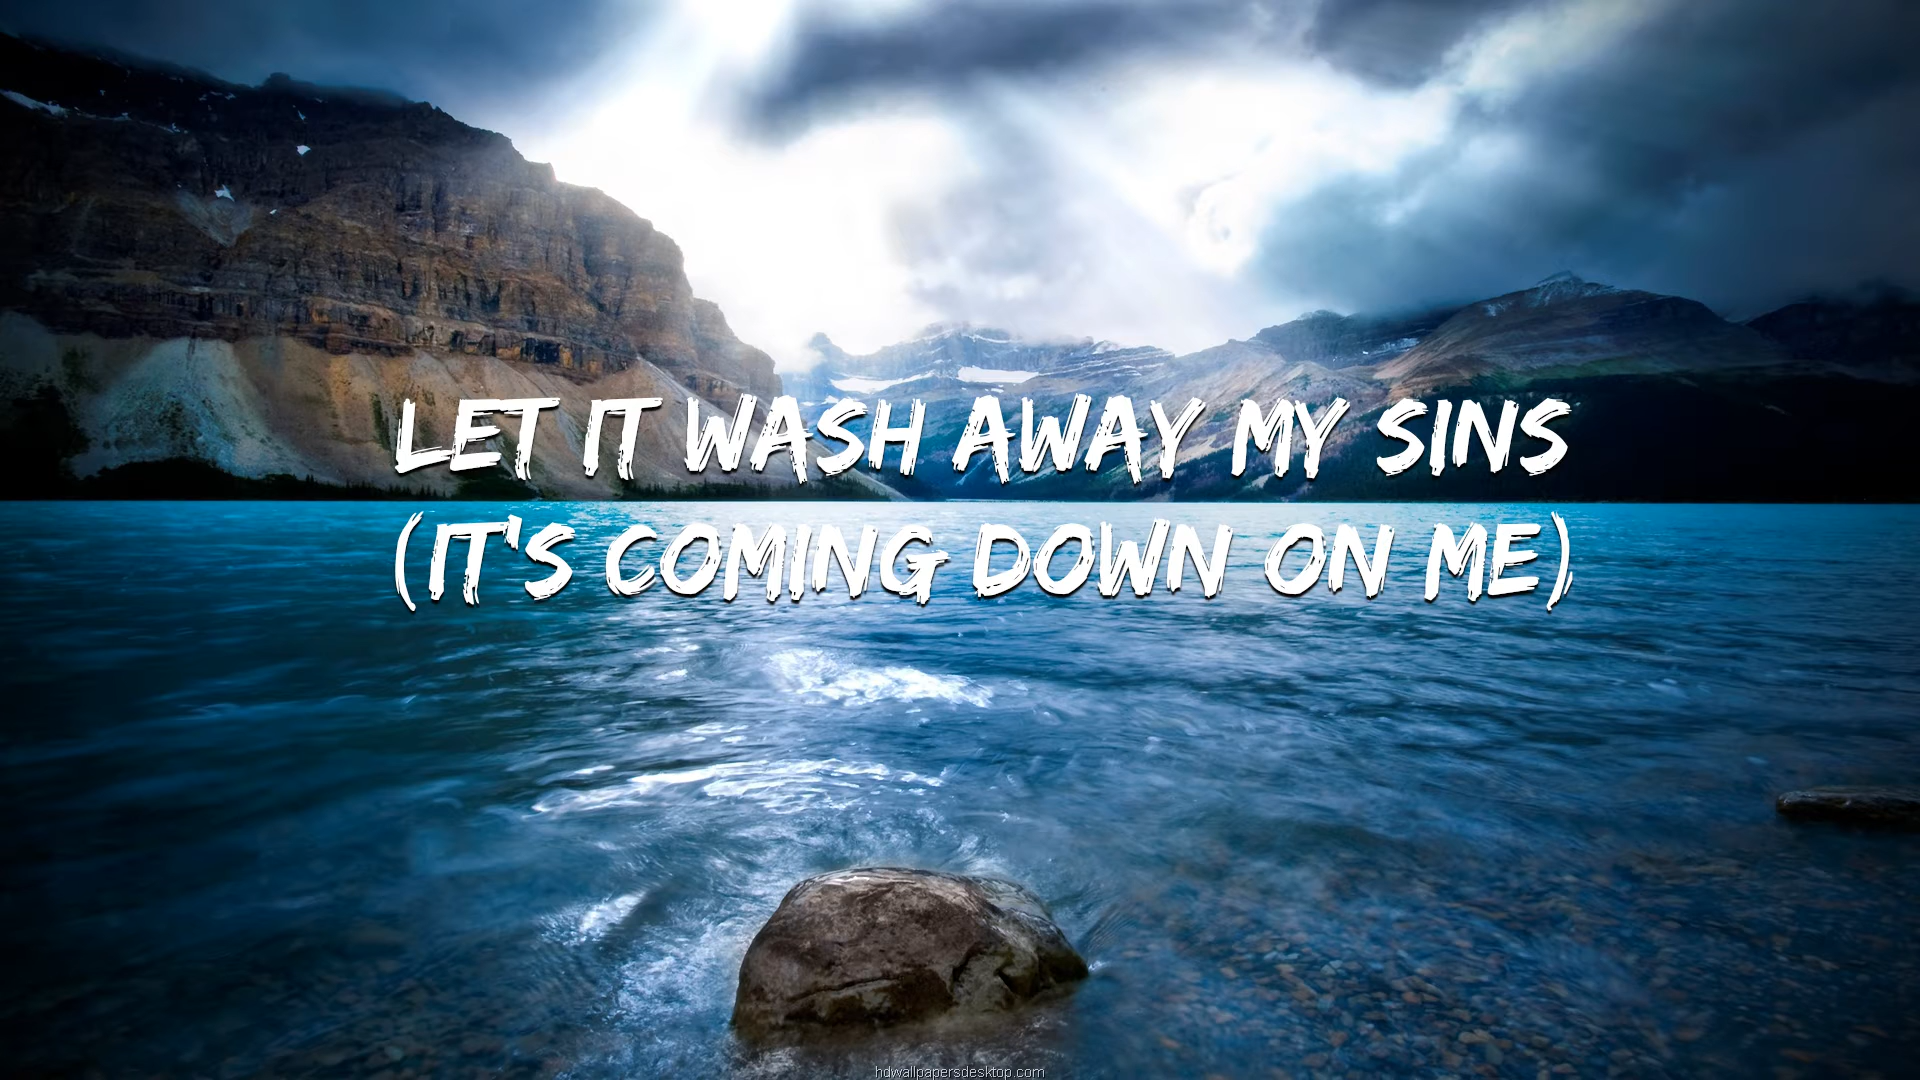 LET IT WASH AWAY MY SINS
(IT'S COMING DOWN ON ME)
hdwallpapersdesktop.com